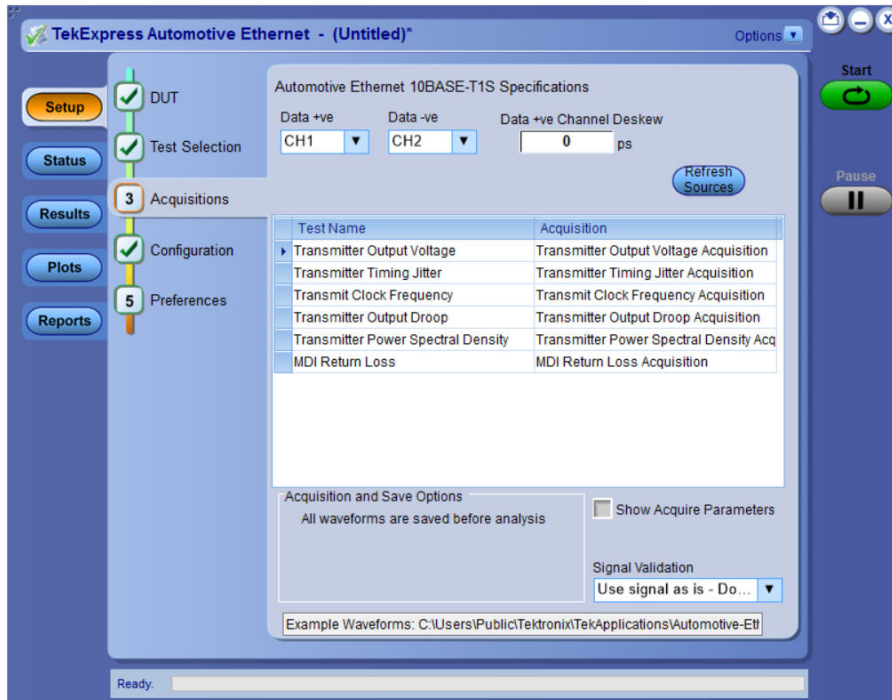 TekExpress Automotive Ethernet - (Untitled)*
Options
Start
Pause
Setup
Status
Results
Plots
Reports
DUT
Test Selection
3 Acquisitions
Configuration
5 Preferences
Automotive Ethernet 10BASE-T1S Specifications
Data +ve Data -ve Data +ve Channel Deskew
CH1 CH2 0 ps
Refresh
Sources
Test Name Acquisition
Transmitter Output Voltage Transmitter Output Voltage Acquisition
Transmitter Timing Jitter Transmitter Timing Jitter Acquisition
Transmit Clock Frequency Transmit Clock Frequency Acquisition
Transmitter Output Droop Transmitter Output Droop Acquisition
Transmitter Power Spectral Density Transmitter Power Spectral Density Acq
MDI Return Loss MDI Return Loss Acquisition
Acquisition and Save Options
All waveforms are saved before analysis
Show Acquire Parameters
Signal Validation
Use signal as is - Do...
Example Waveforms: C:\Users\Public\Tektronix\TekApplications\Automotive-Eth
Ready.